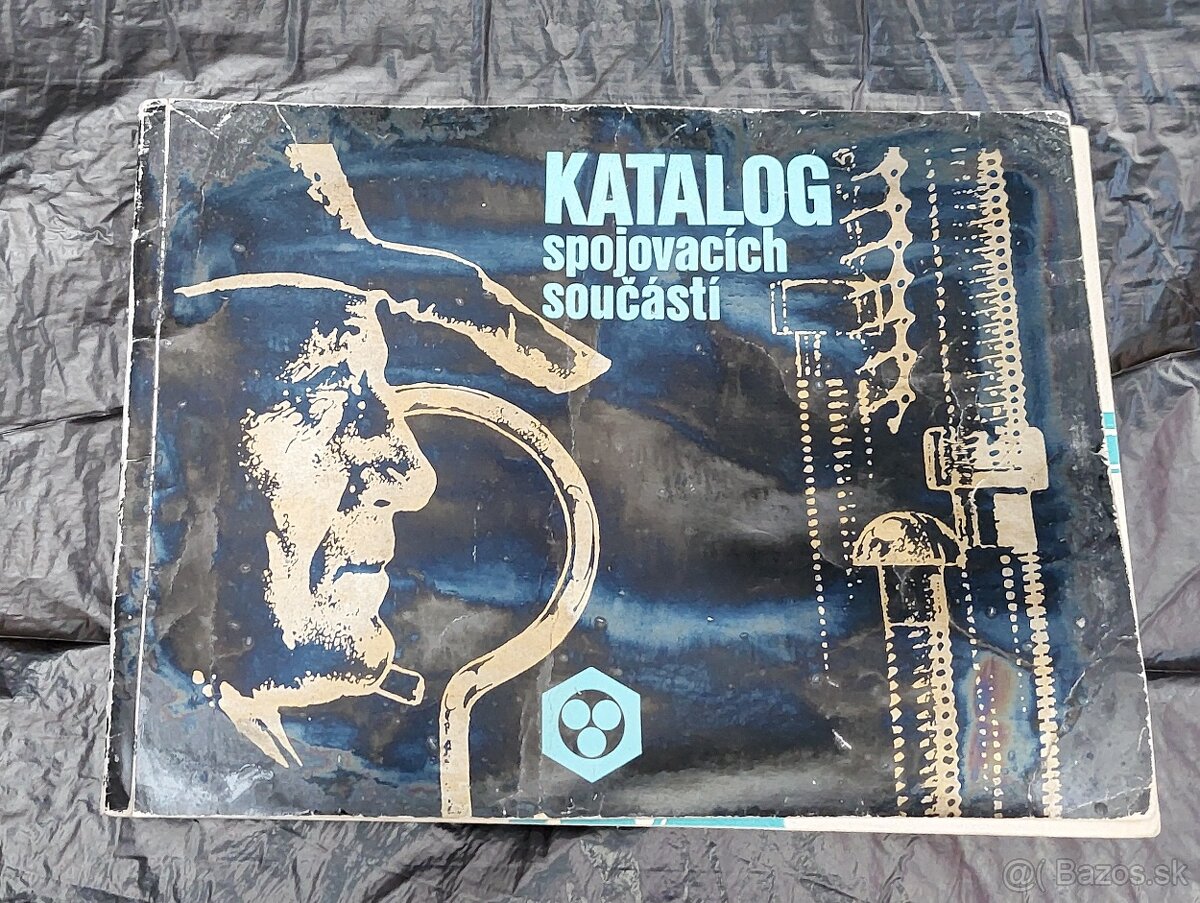 KATALOG
spojovacích
součástí
@( Bazos.sk